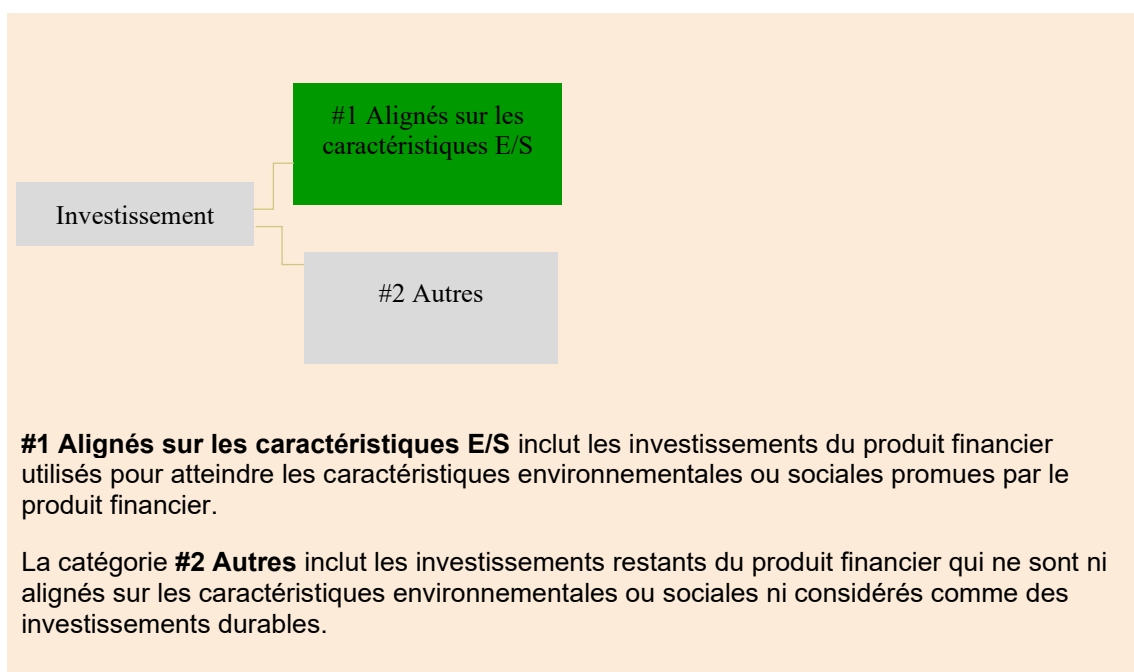 #1 Alignés sur les
caractéristiques E/S
Investissement
#2 Autres
#1 Alignés sur les caractéristiques E/S inclut les investissements du produit financier
utilisés pour atteindre les caractéristiques environnementales ou sociales promues par le
produit financier.
La catégorie #2 Autres inclut les investissements restants du produit financier qui ne sont ni
alignés sur les caractéristiques environnementales ou sociales ni considérés comme des
investissements durables.